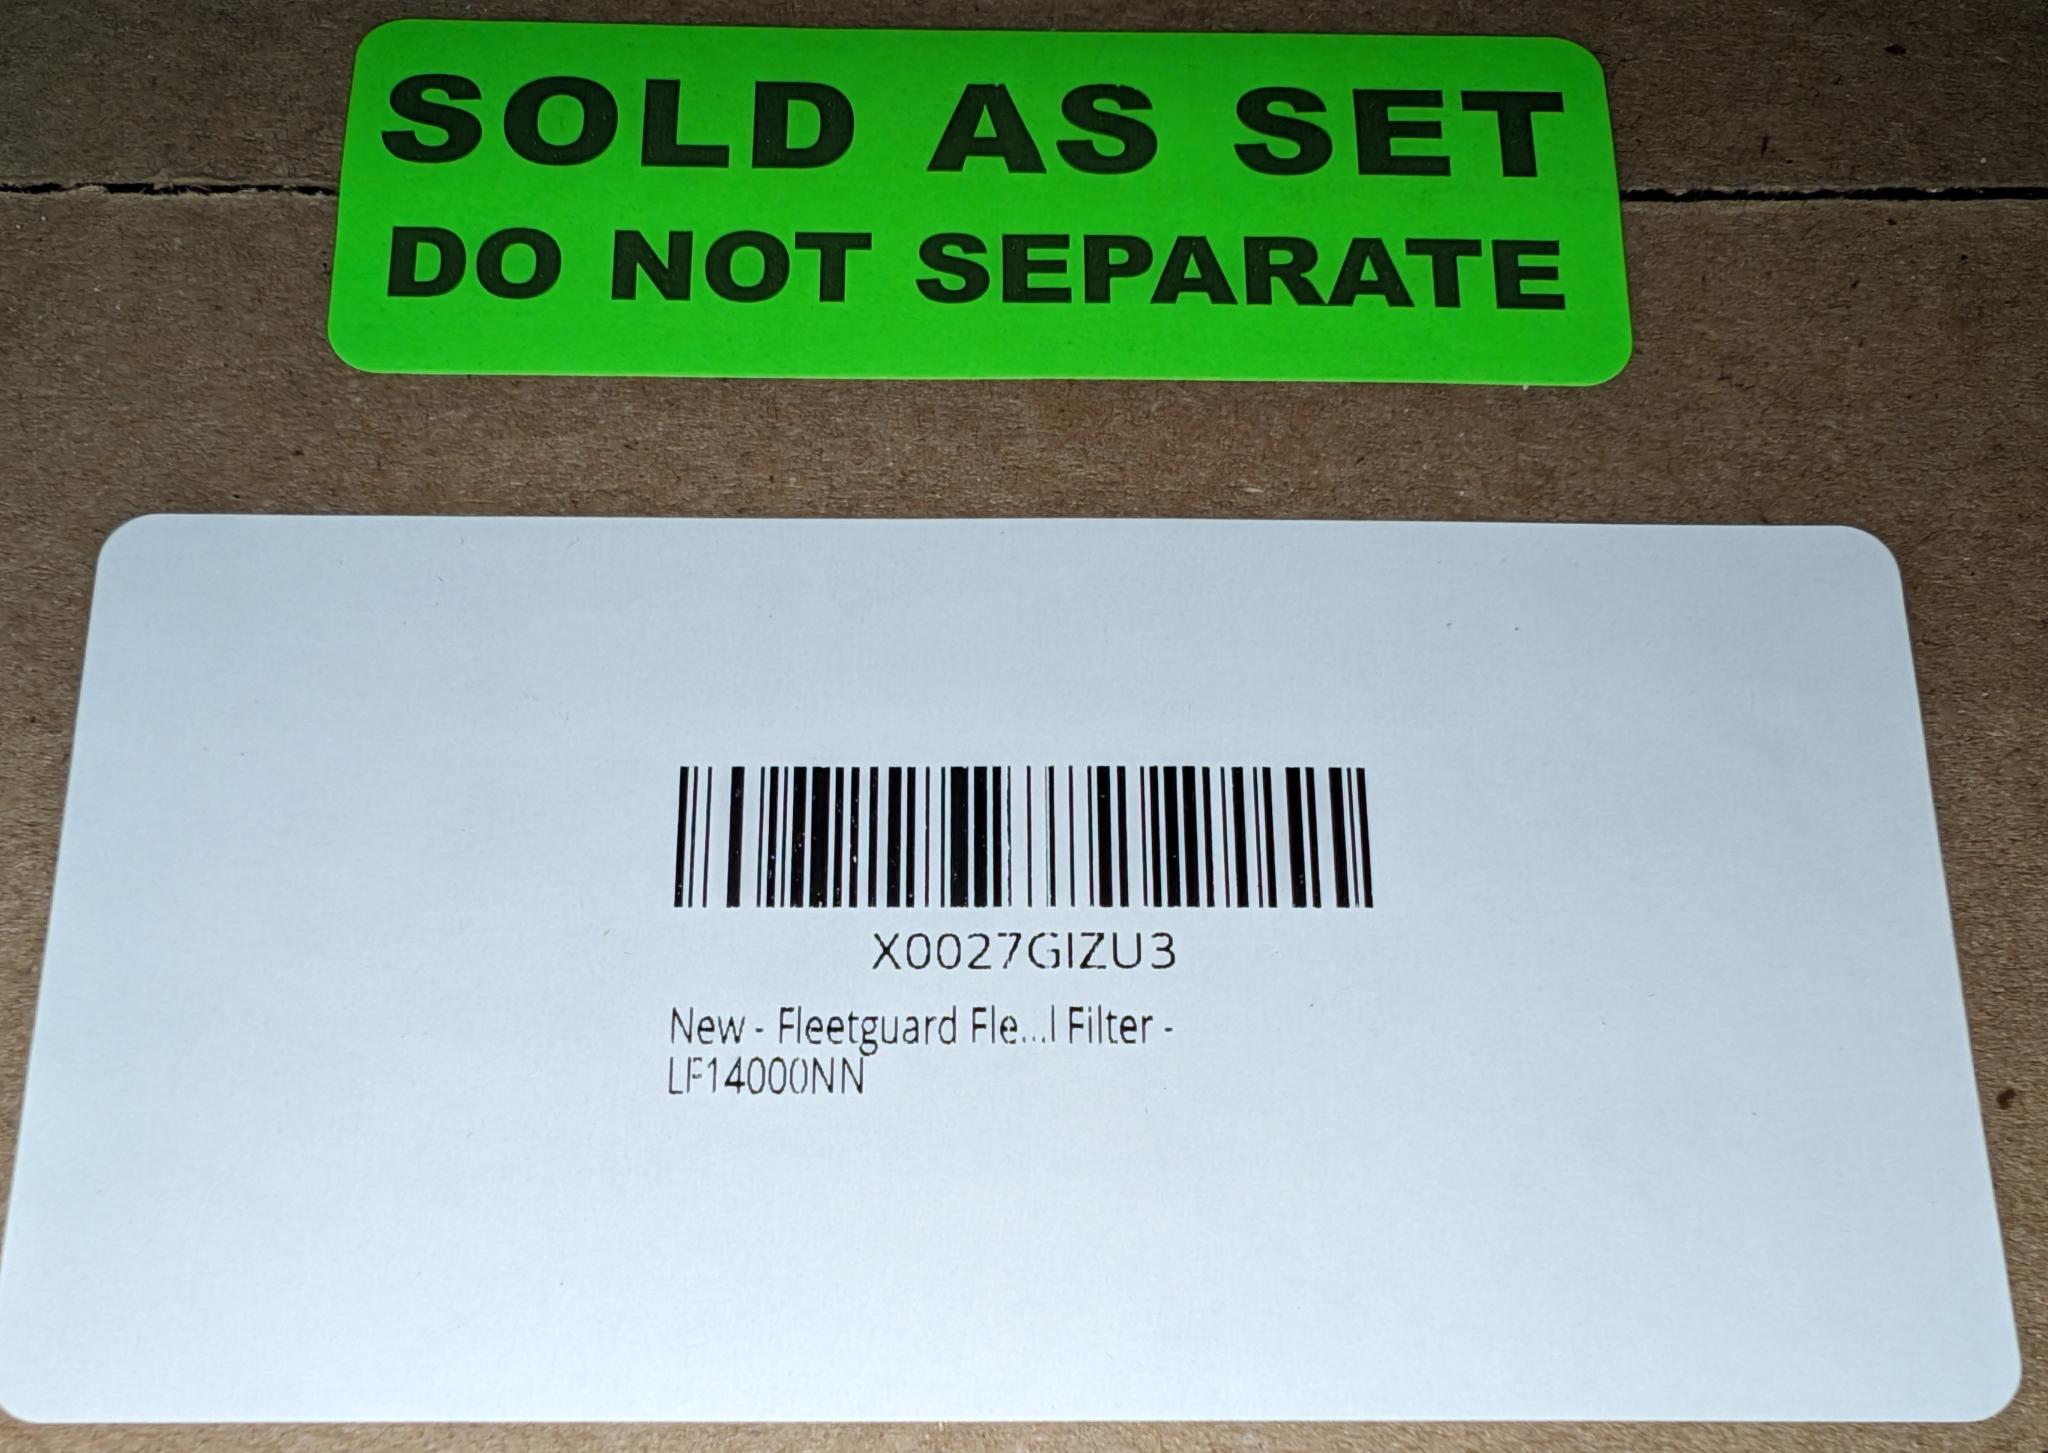 SOLD AS SET
DO NOT SEPARATE
X0027GIZU3
New - Fleetguard Fle...l Filter -
LF14000NN